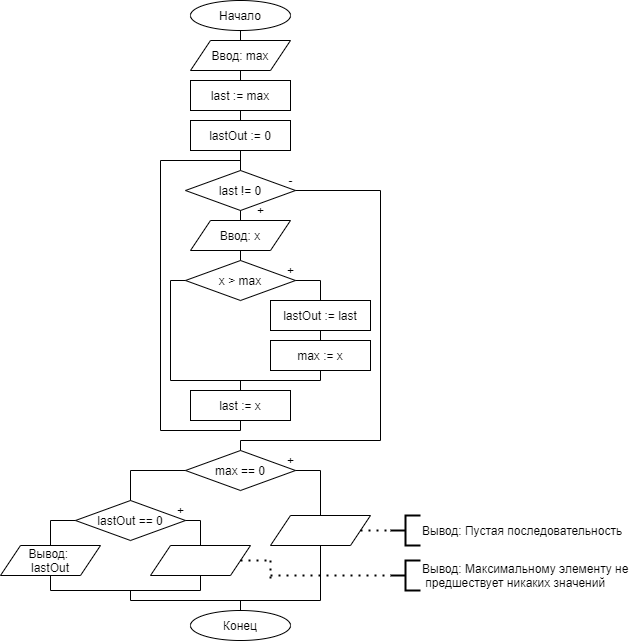 Начало
Ввод: max
last := max
lastOut := 0
last != 0
-
+
Ввод: x
x > max
+
lastOut := last
max := x
last := x
max == 0
+
lastOut == 0
+
Вывод:
lastOut
Вывод: Пустая последовательность
Вывод: Максимальному элементу не
предшествует никаких значений
Конец